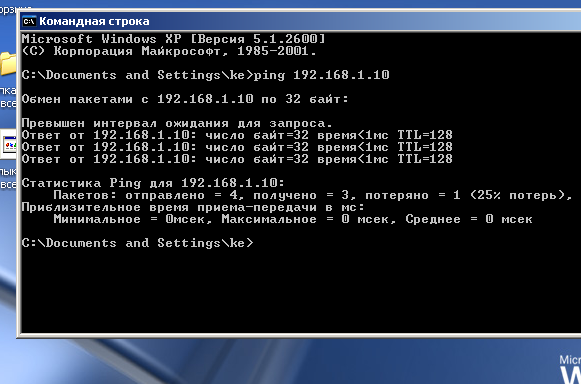 Командная строка
Microsoft Windows XP [Версия 5.1.2600]
(С) Корпорация Майкрософт, 1985-2001.
C:\Documents and Settings\ke>ping 192.168.1.10
Обмен пакетами с 192.168.1.10 по 32 байт:
Превышен интервал ожидания для запроса.
Ответ от 192.168.1.10: число байт=32 время<1мс TTL=128
Ответ от 192.168.1.10: число байт=32 время<1мс TTL=128
Ответ от 192.168.1.10: число байт=32 время<1мс TTL=128
Статистика Ping для 192.168.1.10:
Пакетов: отправлено = 4, получено = 3, потеряно = 1 (25% потерь),
Приблизительное время приема-передачи в мс:
Минимальное = 0мсек, Максимальное = 0 мсек, Среднее = 0 мсек
C:\Documents and Settings\ke>